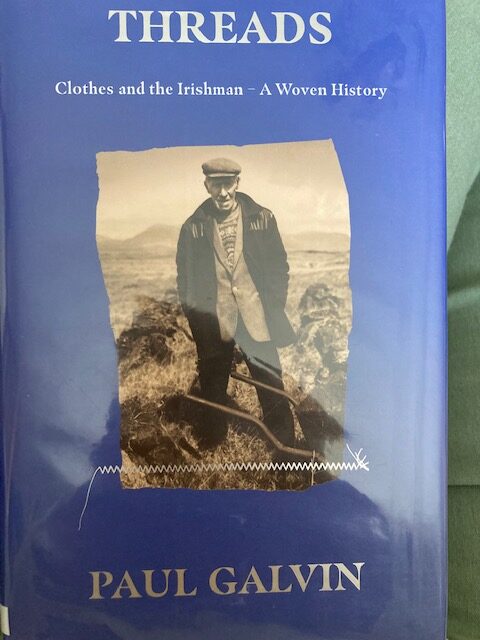 THREADS
Clothes and the Irishman – A Woven History
PAUL GALVIN